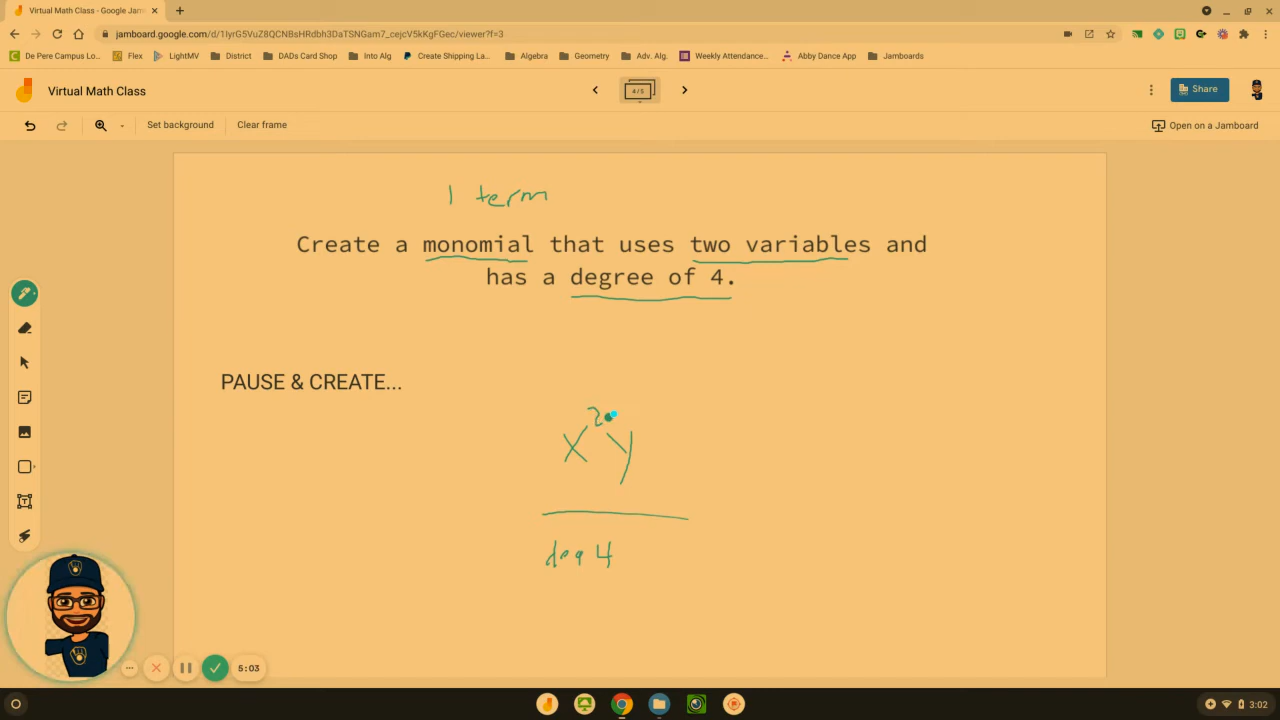 Virtual Math Class - Google Jam
jamboard.google.com/d/1IyrG5VuZ8QCNBsHRdbh3DaTSNGam7_cejcV5kKgFGec/viewer?f=3
De Pere Campus Lo...
Flex
LightMV
District
DADs Card Shop
Into Alg
Create Shipping La...
Algebra
Geometry
Adv. Alg.
Weekly Attendance...
Abby Dance App
Jamboards
Virtual Math Class
4/5
Share
Set background
Clear frame
Open on a Jamboard
1 term
Create a monomial that uses two variables and
has a degree of 4.
PAUSE & CREATE...
x²y
deg 4
5:03
3:02